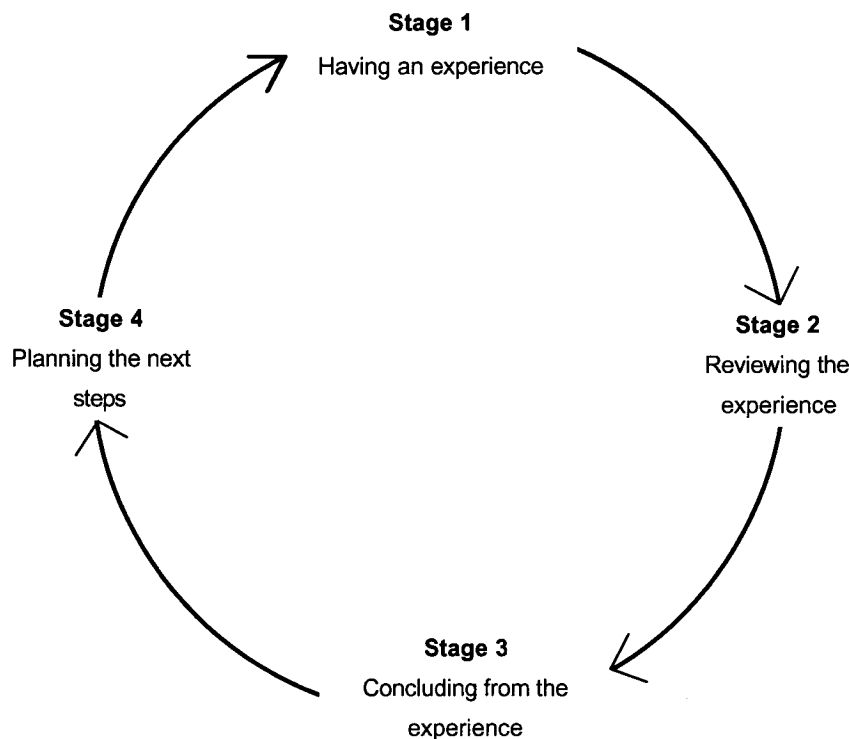 Stage 1
Having an experience
Stage 2
Reviewing the
experience
Stage 3
Concluding from the
experience
Stage 4
Planning the next
steps